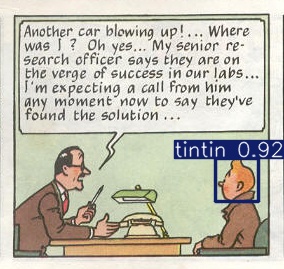 Another car blowing up!... Where
was I? Oh yes... My senior re-
search officer says they are on
the verge of success in our labs...
I'm expecting a call from him
any moment now to say they've
found the solution...
tintin 0.92